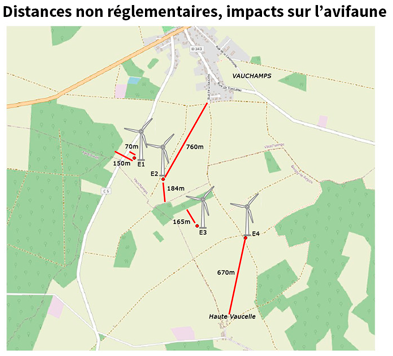 Distances non réglementaires, impacts sur l'avifaune
VAUCHAMPS
70m
E1
150m
760m
E2
184m
165m
E3
E4
670m
Haute Vaucelle